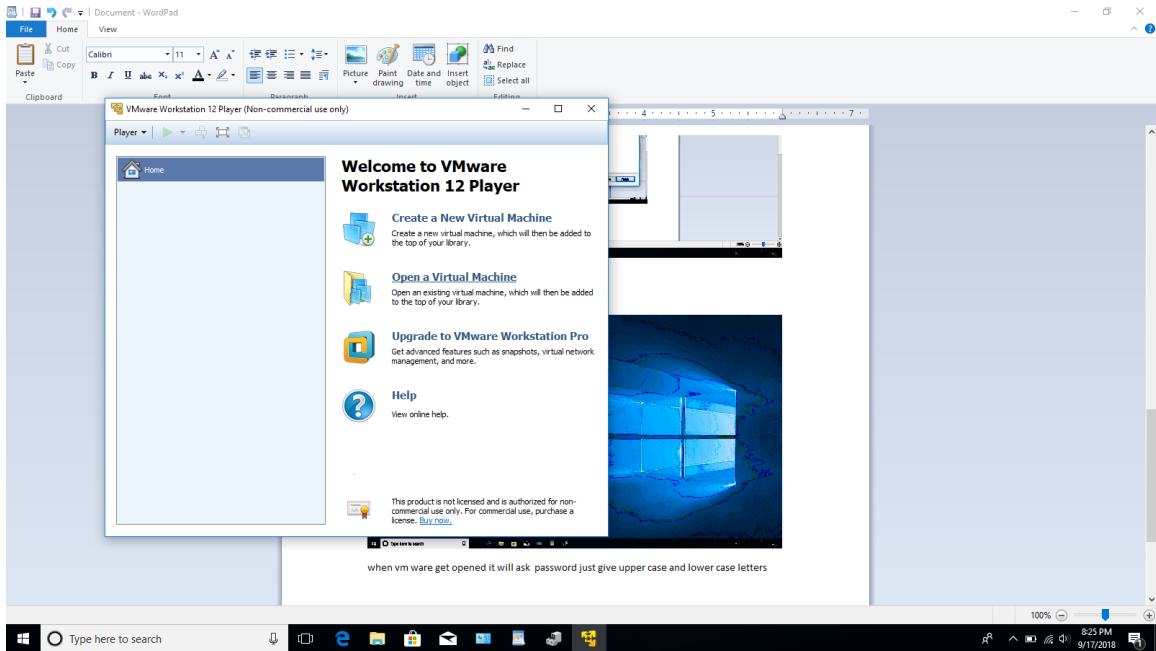 Document - WordPad
File Home View
Paste
Cut
Copy
Clipboard
Calibri 11
Font
Paragraph
Picture
Paint drawing
Date and time
Insert object
Insert
Find
Replace
Select all
Editing
4 5 7
VMware Workstation 12 Player (Non-commercial use only)
Player
Home
Welcome to VMware
Workstation 12 Player
Create a New Virtual Machine
Create a new virtual machine, which will then be added to
the top of your library.
Open a Virtual Machine
Open an existing virtual machine, which will then be added
to the top of your library.
Upgrade to VMware Workstation Pro
Get advanced features such as snapshots, virtual network
management, and more.
Help
View online help.
This product is not licensed and is authorized for non-
commercial use only. For commercial use, purchase a
license. Buy now.
Type here to search
when vm ware get opened it will ask password just give upper case and lower case letters
100%
Type here to search
8:25 PM
9/17/2018